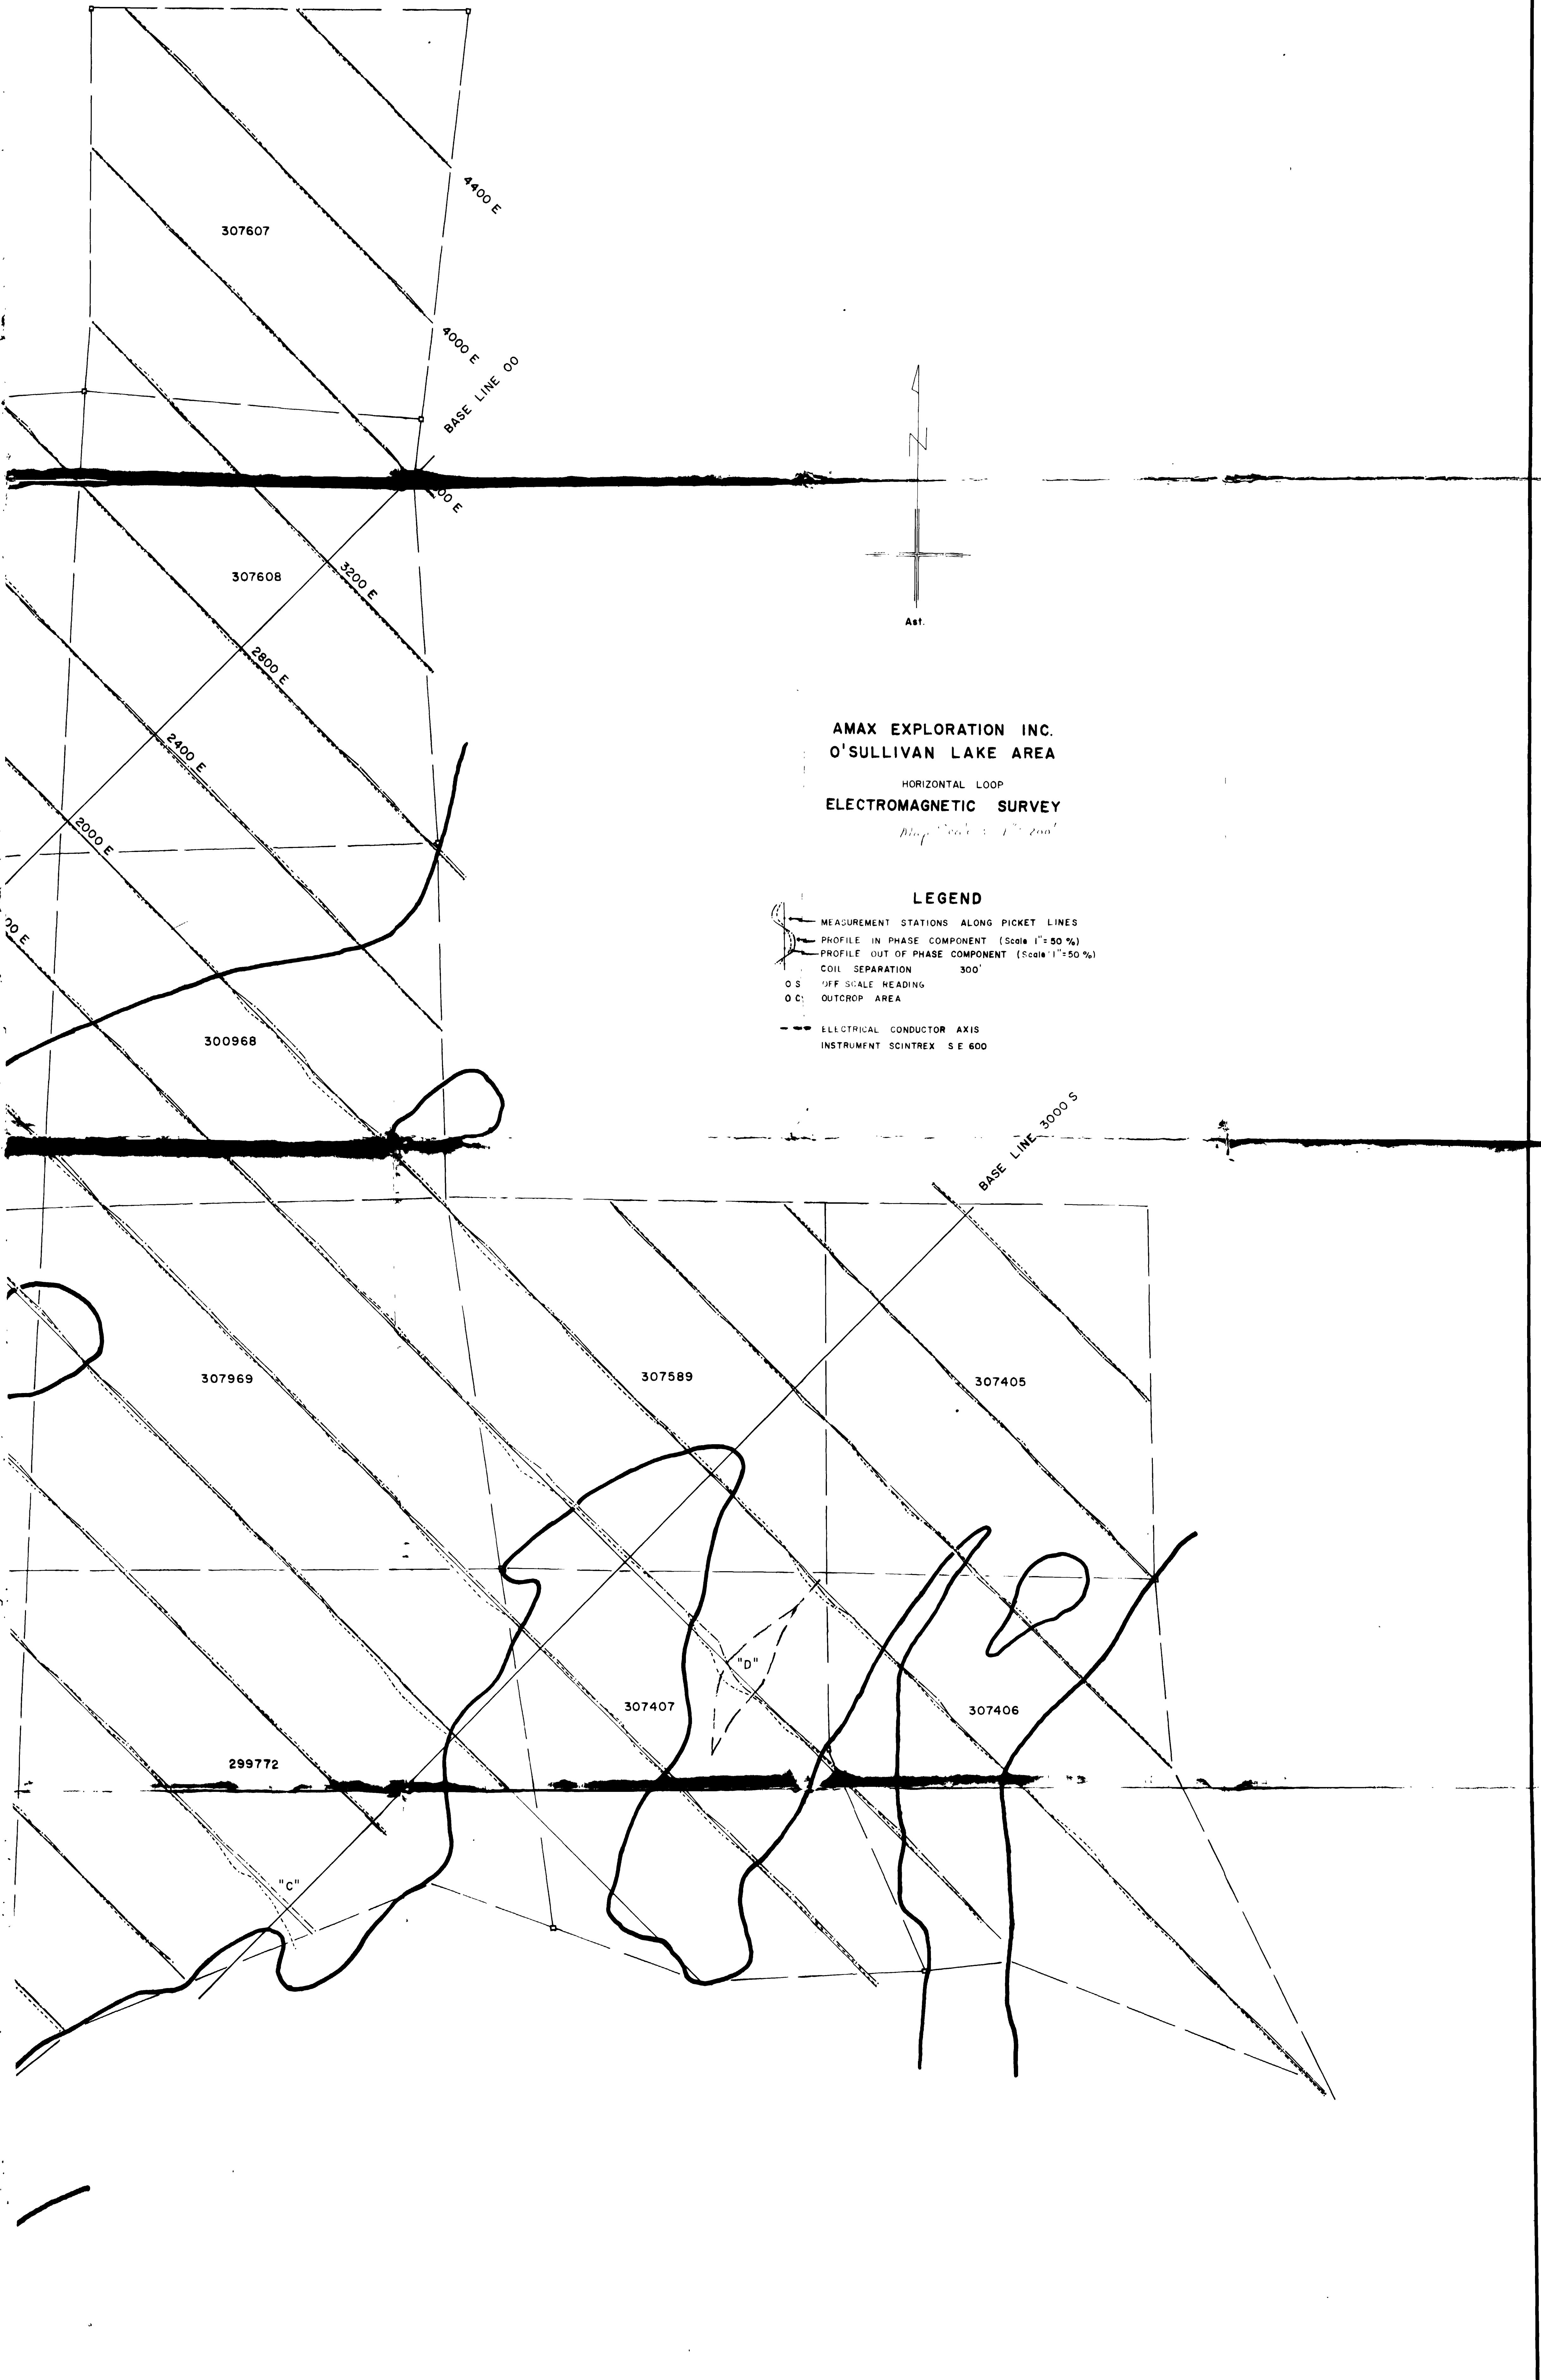 4400 E
307607
4000 E
BASE LINE 00
00 E
307608
3200 E
2800 E
2400 E
2000 E
00 E
N
Ast.
AMAX EXPLORATION INC.
O'SULLIVAN LAKE AREA
HORIZONTAL LOOP
ELECTROMAGNETIC SURVEY
LEGEND
MEASUREMENT STATIONS ALONG PICKET LINES
PROFILE IN PHASE COMPONENT (Scale 1"=50 %)
PROFILE OUT OF PHASE COMPONENT (Scale 1"=50 %)
COIL SEPARATION 300'
O S OFF SCALE READING
O C OUTCROP AREA
ELECTRICAL CONDUCTOR AXIS
INSTRUMENT SCINTREX S E 600
300968
BASE LINE 3000 S
307969
307589
307405
"D"
307407
307406
299772
"C"